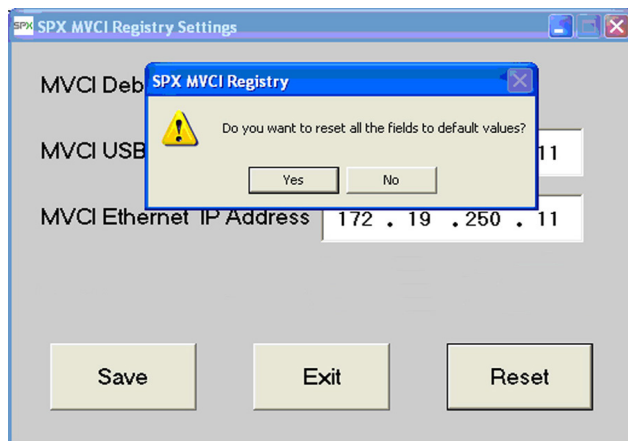 SPX SPX MVCI Registry Settings
MVCI Deb
SPX MVCI Registry
Do you want to reset all the fields to default values?
Yes No
MVCI USB 11
MVCI Ethernet IP Address 172 . 19 . 250 . 11
Save Exit Reset